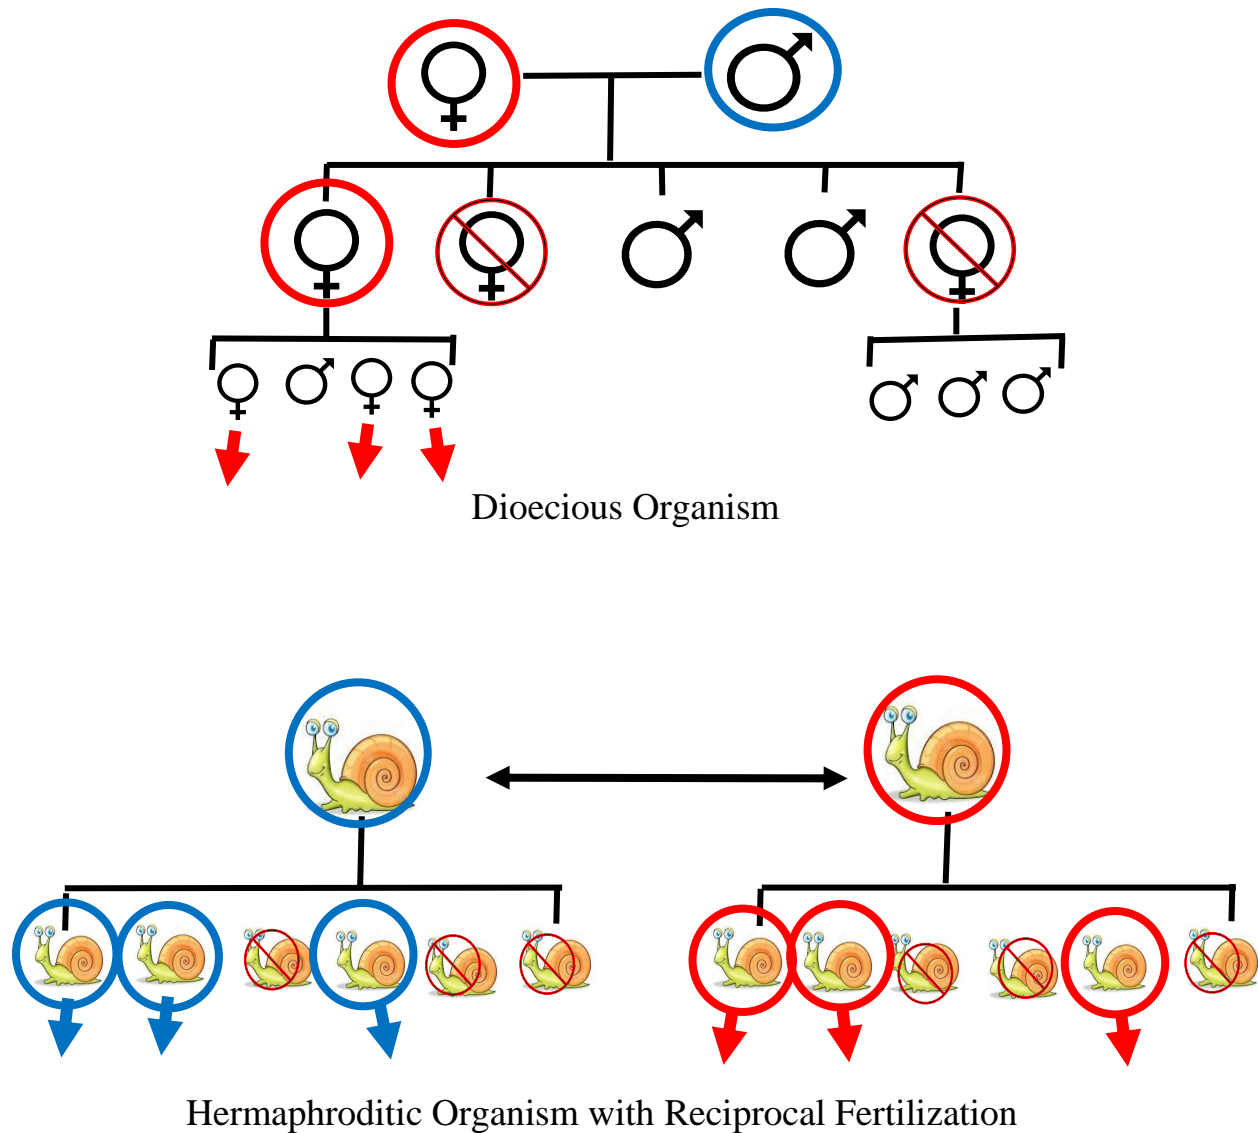 Dioecious Organism
Hermaphroditic Organism with Reciprocal Fertilization